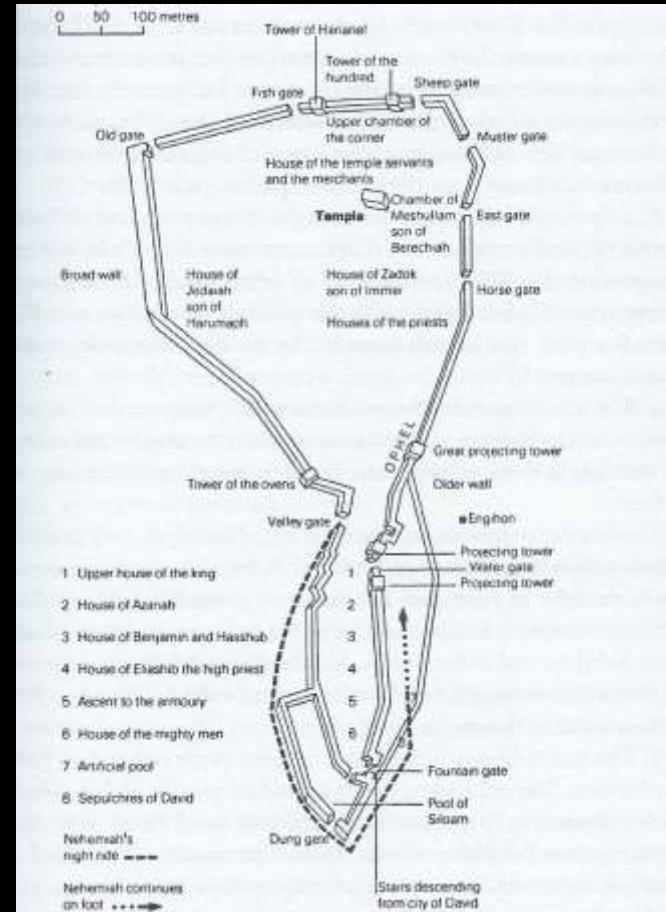 0 50 100 metres
Tower of Hananel
Tower of the
hundred
Sheep gate
Fish gate
Upper chamber of
the corner
Old gate
Muster gate
House of the temple servants
and the merchants
Temple
Chamber of
Meshullam
son of
Berechiah
East gate
Broad wall
House of
Jedaiah
son of
Harumaph
House of Zadok
son of Immer
Horse gate
Houses of the priests
OPHEL
Great projecting tower
Tower of the ovens
Older wall
Valley gate
Engihon
Projecting tower
Water gate
Projecting tower
1 Upper house of the king
2 House of Azariah
3 House of Benjamin and Hasshub
4 House of Eliashib the high priest
5 Ascent to the armoury
6 House of the mighty men
7 Artificial pool
8 Sepulchres of David
1
2
3
4
5
6
Fountain gate
Pool of
Siloam
Dung gate
Nehemiah's
night ride
Nehemiah continues
on foot
Stairs descending
from city of David